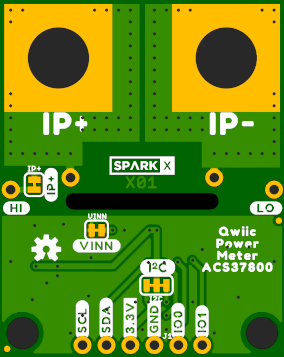 IP+ IP-
SPARK X
X01
IP+
IP+
HI LO
VINN
VINN
Qwiic
Power
Meter
ACS37800
I²C
I2C
SCL SDA 3.3V GND IO0 IO1